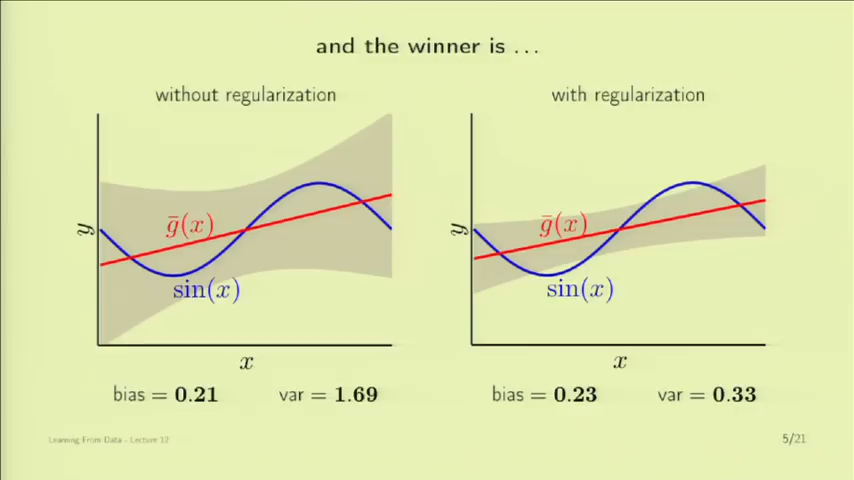 and the winner is ...
without regularization
with regularization
y
ḡ(x)
sin(x)
x
y
ḡ(x)
sin(x)
x
bias = 0.21
var = 1.69
bias = 0.23
var = 0.33
Learning From Data - Lecture 12
5/21